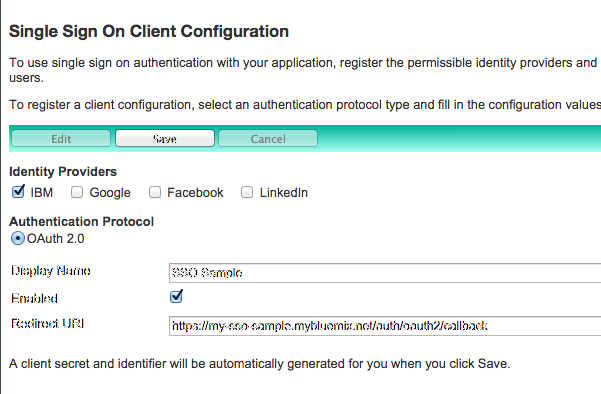 Single Sign On Client Configuration
To use single sign on authentication with your application, register the permissible identity providers and
users.
To register a client configuration, select an authentication protocol type and fill in the configuration values
Edit Save Cancel
Identity Providers
IBM Google Facebook LinkedIn
Authentication Protocol
OAuth 2.0
Display Name SSO Sample
Enabled
Redirect URI https://my-sso-sample.mybluemix.net/auth/oauth2/callback
A client secret and identifier will be automatically generated for you when you click Save.